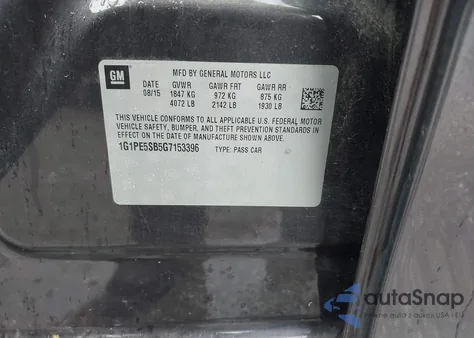 GM
MFD BY GENERAL MOTORS LLC
DATE GVWR GAWR FRT GAWR RR
08/15 1847 KG 972 KG 875 KG
4072 LB 2142 LB 1930 LB
THIS VEHICLE CONFORMS TO ALL APPLICABLE U.S. FEDERAL MOTOR
VEHICLE SAFETY, BUMPER, AND THEFT PREVENTION STANDARDS IN
EFFECT ON THE DATE OF MANUFACTURE SHOWN ABOVE.
1G1PE5SB5G7153396 TYPE: PASS CAR
autoSnap